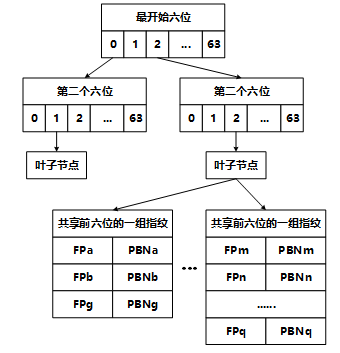 最开始六位
0 1 2 ... 63
第二个六位 第二个六位
0 1 2 ... 63 0 1 2 ... 63
叶子节点 叶子节点
共享前六位的一组指纹 共享前六位的一组指纹
FPa PBNa FPm PBNm
FPb PBNb ... FPn PBNn
FPg PBNg ......
FPq PBNq